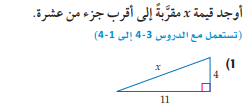 أوجد قيمة x مقرَّبةً إلى أقرب جزء من عشرة.
(تستعمل مع الدروس 3-4 إلى 1-4)
(1
x
4
11